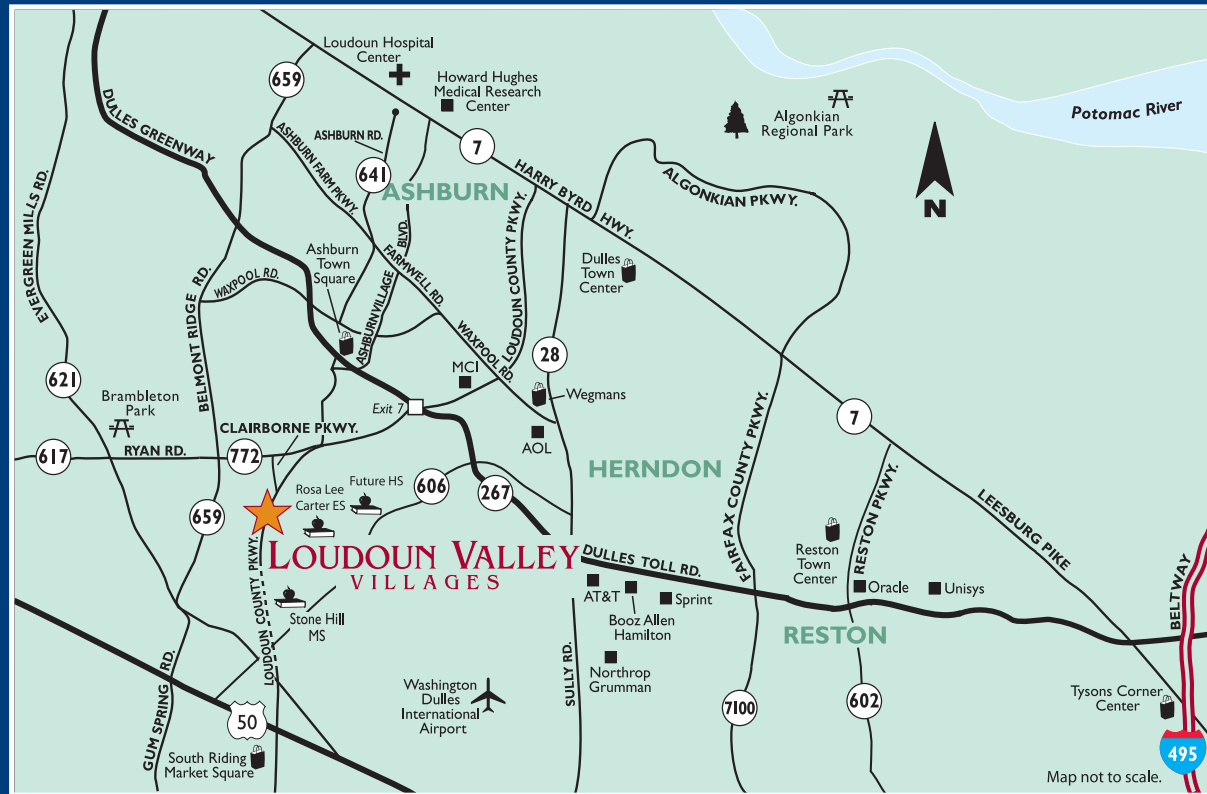 Loudoun Hospital
Center
Howard Hughes
Medical Research
Center
659
DULLES GREENWAY
ASHBURN RD.
ASHBURN FARM PKWY.
7
641
ASHBURN
HARRY BYRD HWY.
Algonkian
Regional Park
Potomac River
N
ALGONKIAN PKWY.
EVERGREEN MILLS RD.
Ashburn
Town
Square
ASHBURN VILLAGE BLVD.
FARMWELL RD.
LOUDOUN COUNTY PKWY.
Dulles
Town
Center
WAXPOOL RD.
BELMONT RIDGE RD.
WAXPOOL RD.
28
MCI
Wegmans
621
Brambleton
Park
Exit 7
CLAIRBORNE PKWY.
AOL
7
617
RYAN RD.
772
HERNDON
FAIRFAX COUNTY PKWY.
RESTON PKWY.
LEESBURG PIKE
Rosa Lee
Carter ES
Future HS
606
267
659
LOUDOUN VALLEY
VILLAGES
DULLES TOLL RD.
Reston
Town
Center
Oracle
Unisys
BELTWAY
LOUDOUN COUNTY PKWY.
Stone Hill
MS
AT&T
Booz Allen
Hamilton
Sprint
RESTON
Northrop
Grumman
SULLY RD.
GUM SPRING RD.
50
South Riding
Market Square
Washington
Dulles
International
Airport
7100
602
Tysons Corner
Center
495
Map not to scale.